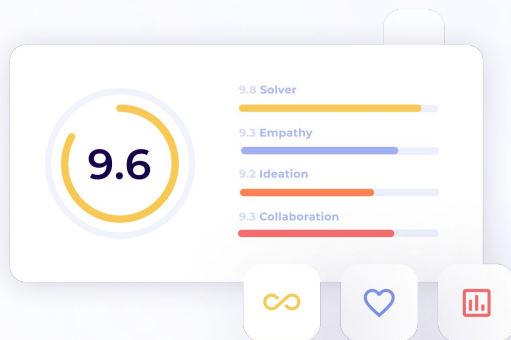 9.6
9.8 Solver
9.3 Empathy
9.2 Ideation
9.3 Collaboration